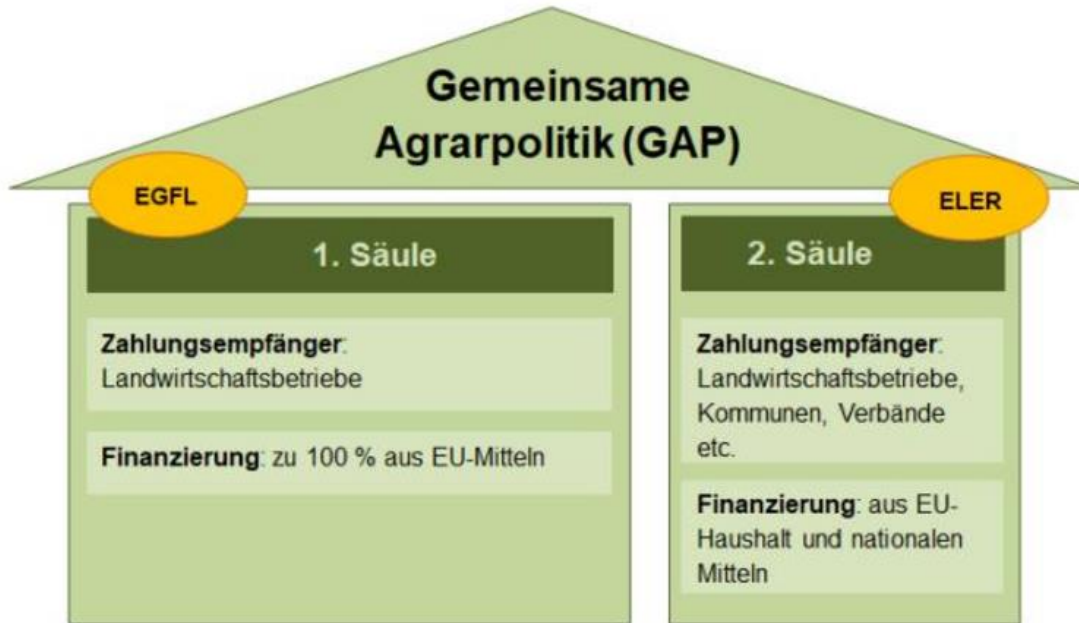 Gemeinsame
Agrarpolitik (GAP)
EGFL
1. Säule
Zahlungsempfänger:
Landwirtschaftsbetriebe
Finanzierung: zu 100 % aus EU-Mitteln
ELER
2. Säule
Zahlungsempfänger:
Landwirtschaftsbetriebe,
Kommunen, Verbände
etc.
Finanzierung: aus EU-
Haushalt und nationalen
Mitteln